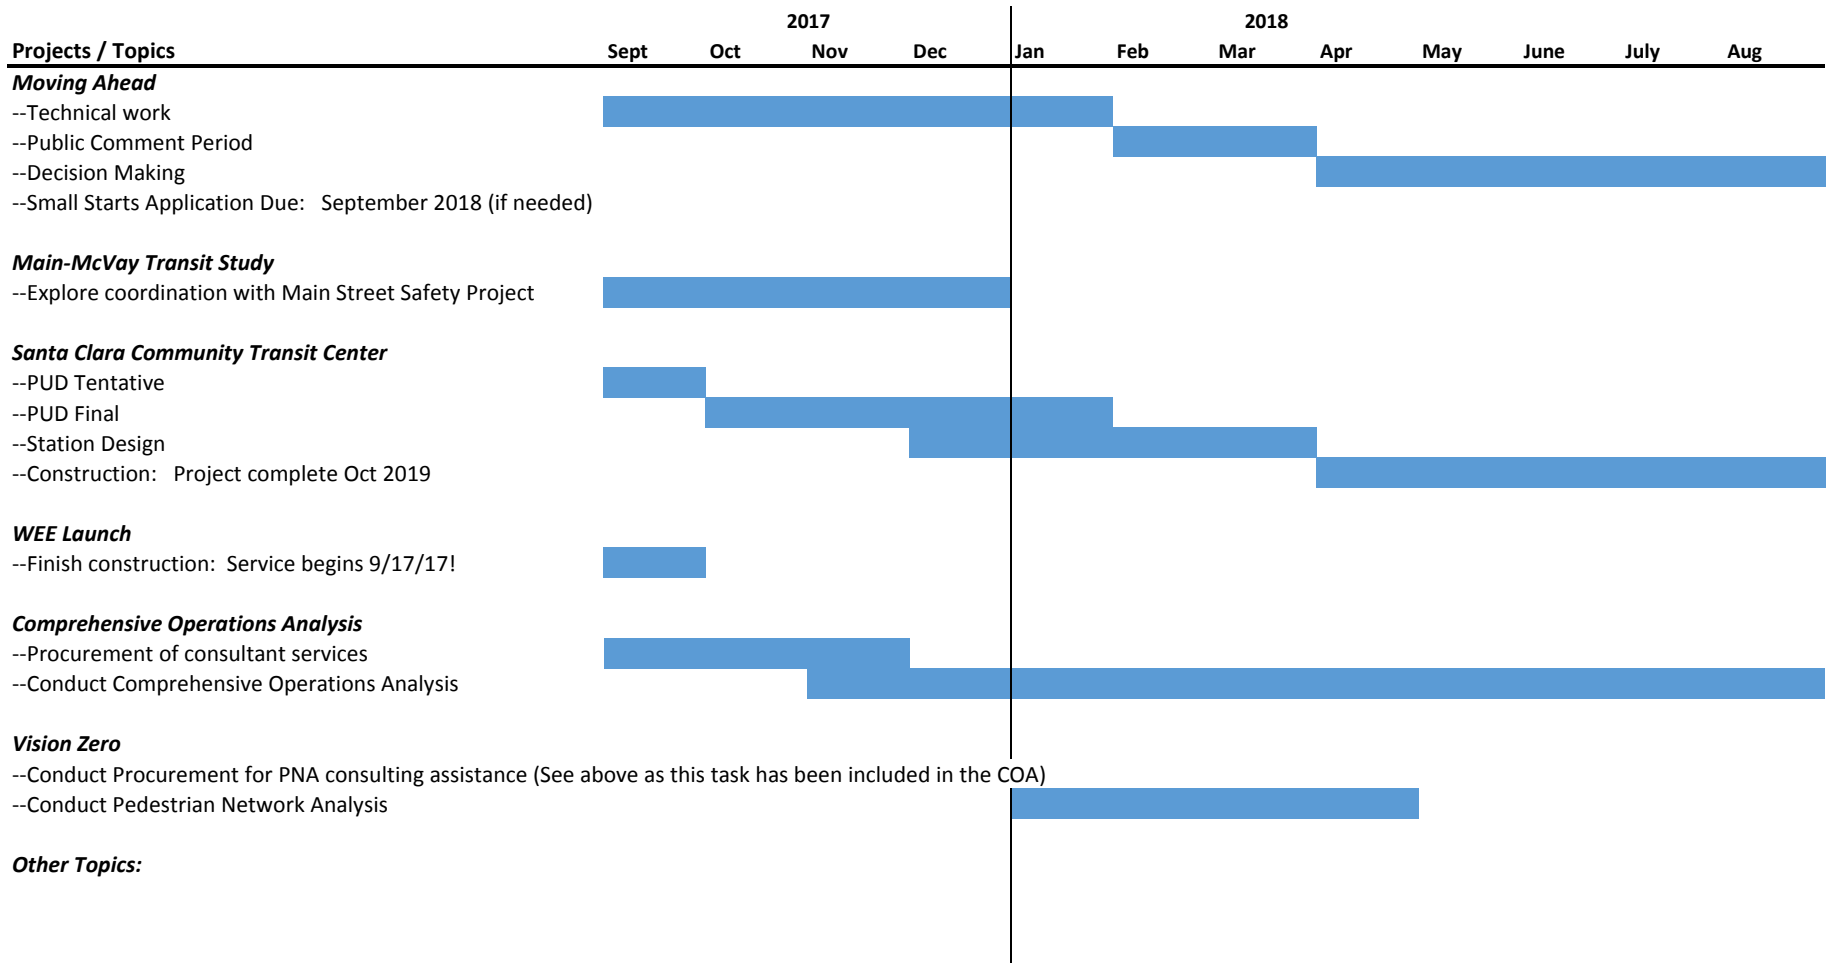 2017 2018
Projects / Topics Sept Oct Nov Dec Jan Feb Mar Apr May June July Aug
Moving Ahead
--Technical work
--Public Comment Period
--Decision Making
--Small Starts Application Due: September 2018 (if needed)
Main-McVay Transit Study
--Explore coordination with Main Street Safety Project
Santa Clara Community Transit Center
--PUD Tentative
--PUD Final
--Station Design
--Construction: Project complete Oct 2019
WEE Launch
--Finish construction: Service begins 9/17/17!
Comprehensive Operations Analysis
--Procurement of consultant services
--Conduct Comprehensive Operations Analysis
Vision Zero
--Conduct Procurement for PNA consulting assistance (See above as this task has been included in the COA)
--Conduct Pedestrian Network Analysis
Other Topics: